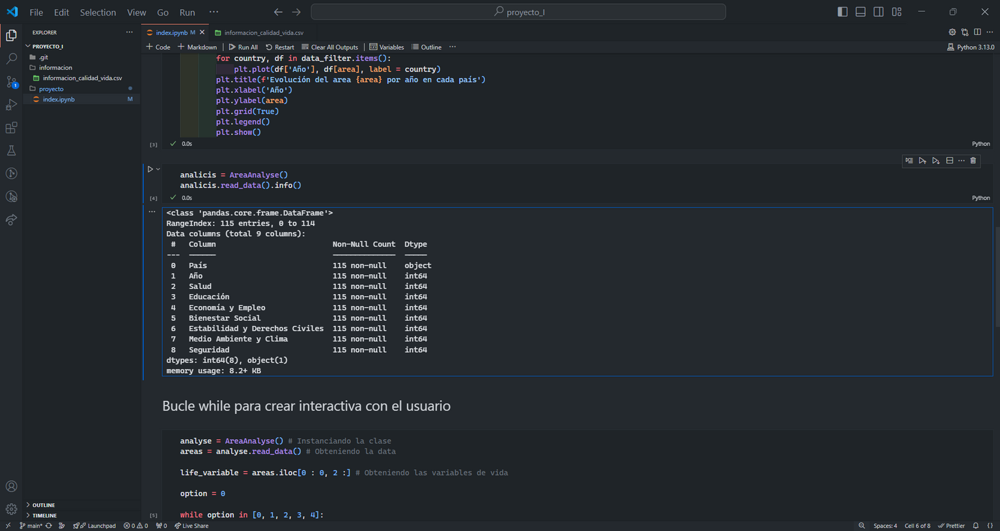 File Edit Selection View Go Run ···
proyecto_I
EXPLORER ···
PROYECTO_I
.git
informacion
informacion_calidad_vida.csv
proyecto
index.ipynb M
OUTLINE
TIMELINE
1
index.ipynb M
informacion_calidad_vida.csv
+ Code + Markdown | Run All Restart Clear All Outputs | Variables Outline ···
Python 3.13.0
for country, df in data_filter.items():
plt.plot(df['Año'], df[area], label = country)
plt.title(f'Evolución del area {area} por año en cada país')
plt.xlabel('Año')
plt.ylabel(area)
plt.grid(True)
plt.legend()
plt.show()
[3] 0.0s Python
analicis = AreaAnalyse()
analicis.read_data().info()
[4] 0.0s Python
<class 'pandas.core.frame.DataFrame'>
RangeIndex: 115 entries, 0 to 114
Data columns (total 9 columns):
# Column Non-Null Count Dtype
--- ------ -------------- -----
0 País 115 non-null object
1 Año 115 non-null int64
2 Salud 115 non-null int64
3 Educación 115 non-null int64
4 Economía y Empleo 115 non-null int64
5 Bienestar Social 115 non-null int64
6 Estabilidad y Derechos Civiles 115 non-null int64
7 Medio Ambiente y Clima 115 non-null int64
8 Seguridad 115 non-null int64
dtypes: int64(8), object(1)
memory usage: 8.2+ KB
Bucle while para crear interactiva con el usuario
analyse = AreaAnalyse() # Instanciando la clase
areas = analyse.read_data() # Obteniendo la data
life_variable = areas.iloc[0 : 0, 2 :] # Obteniendo las variables de vida
option = 0
[5] while option in [0, 1, 2, 3, 4]:
main* Launchpad 0 0 0 Live Share
Spaces: 4 Cell 6 of 8 Prettier